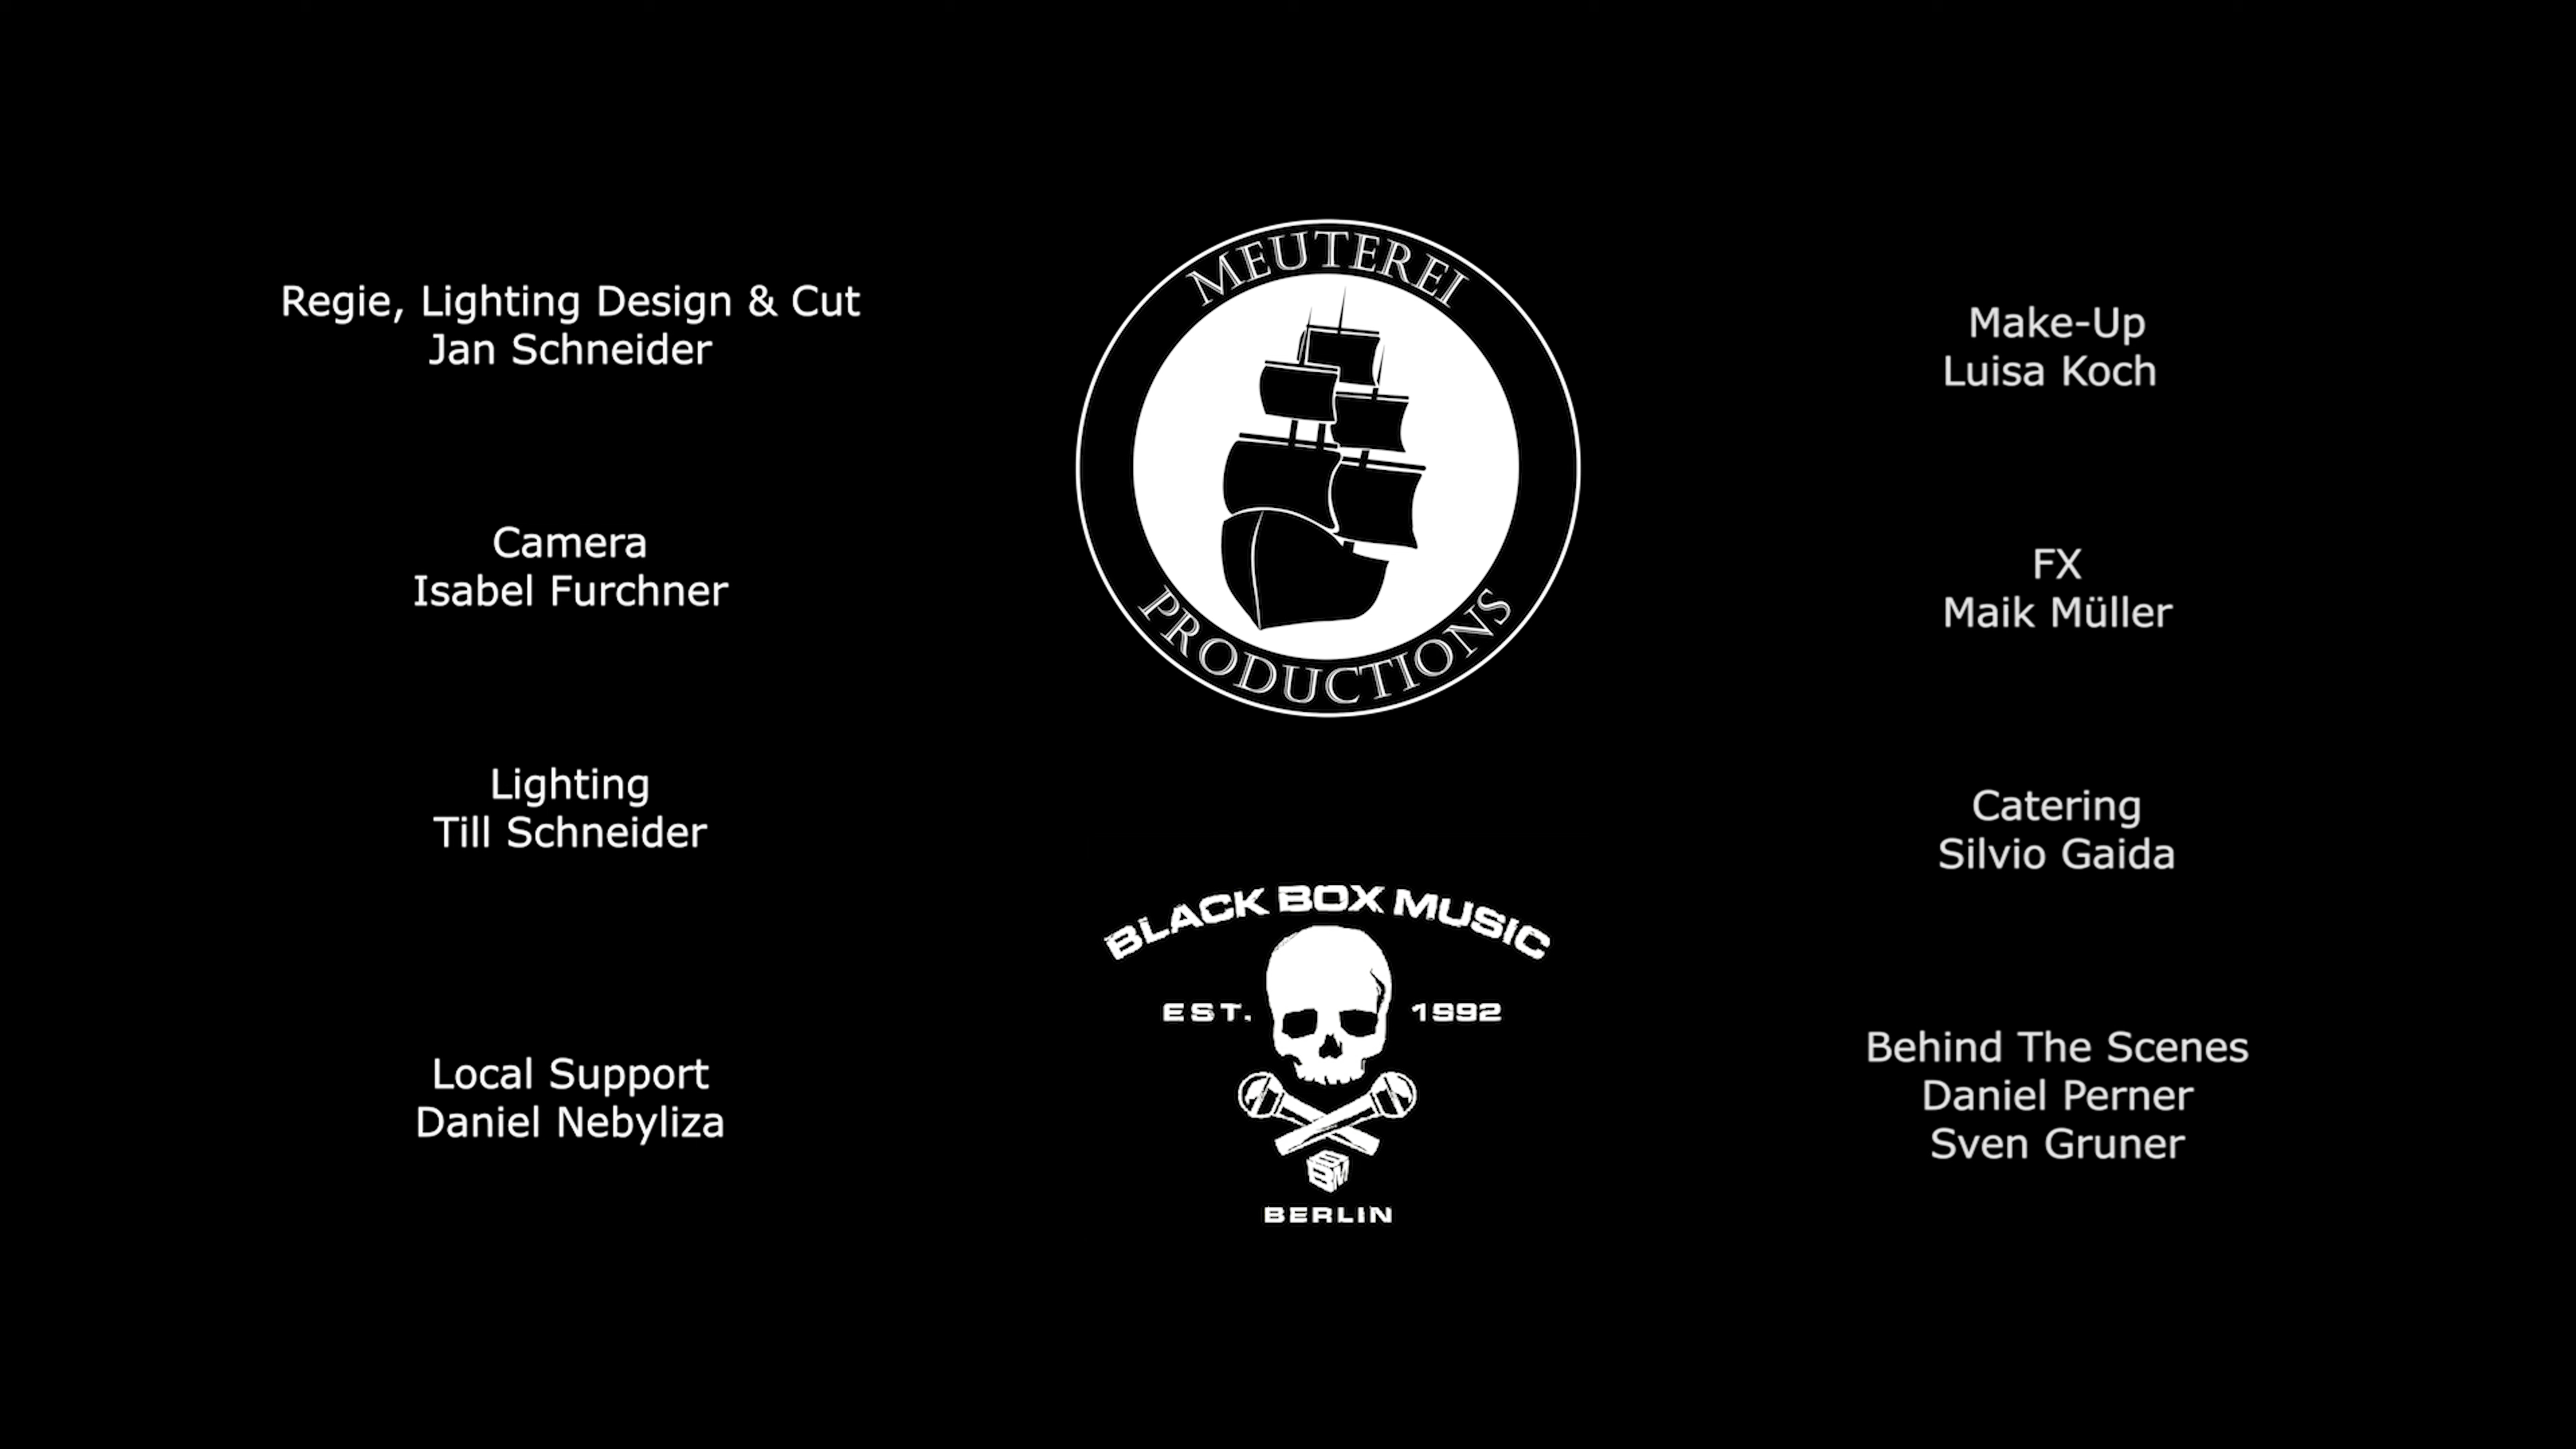 Regie, Lighting Design & Cut
Jan Schneider
Camera
Isabel Furchner
Lighting
Till Schneider
Local Support
Daniel Nebyliza
MEUTEREI
PRODUCTIONS
BLACK BOX MUSIC
EST. 1992
BBM
BERLIN
Make-Up
Luisa Koch
FX
Maik Müller
Catering
Silvio Gaida
Behind The Scenes
Daniel Perner
Sven Gruner